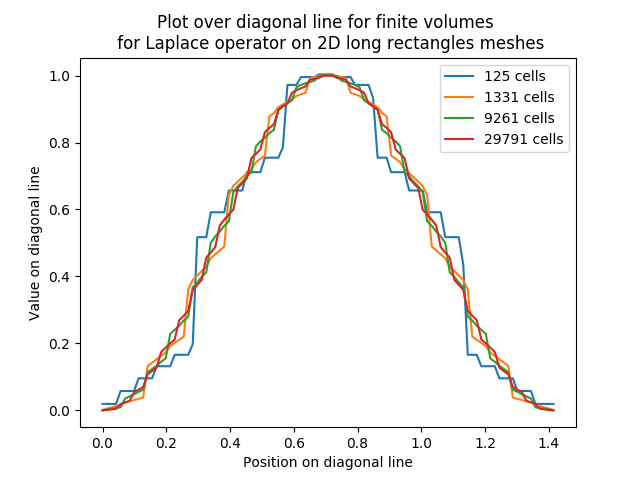 Plot over diagonal line for finite volumes
for Laplace operator on 2D long rectangles meshes
125 cells
1331 cells
9261 cells
29791 cells
1.0
0.8
0.6
0.4
0.2
0.0
Value on diagonal line
0.0 0.2 0.4 0.6 0.8 1.0 1.2 1.4
Position on diagonal line